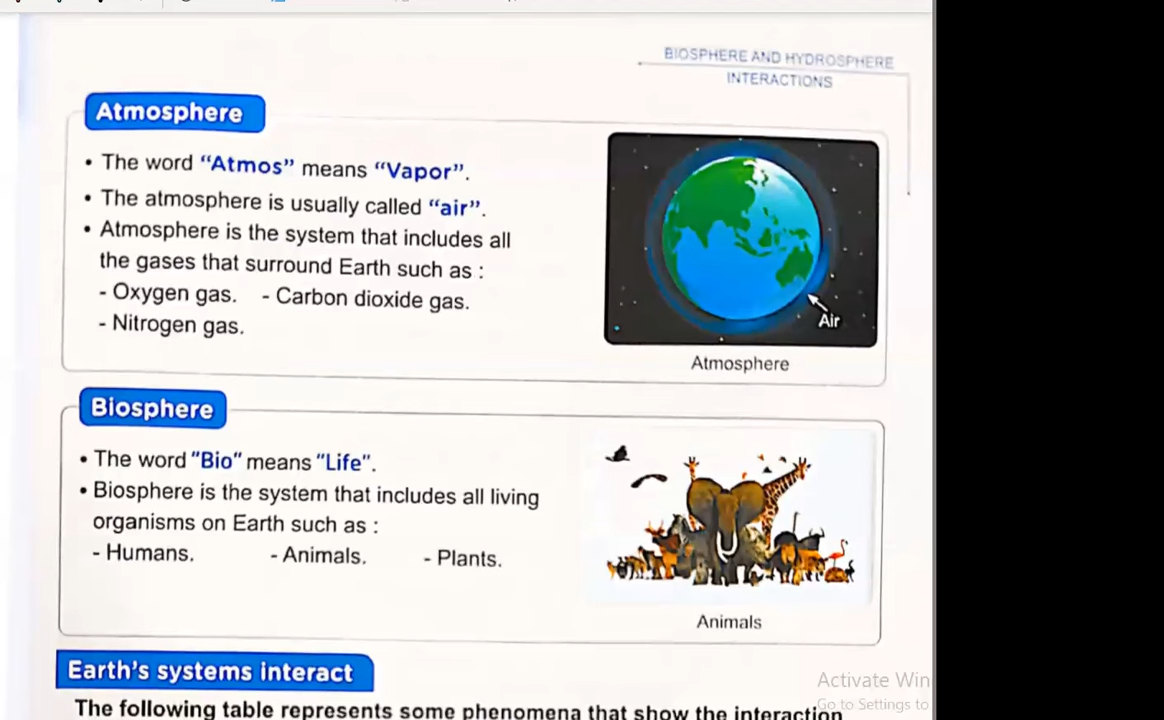 BIOSPHERE AND HYDROSPHERE
INTERACTIONS
Atmosphere
• The word “Atmos” means “Vapor”.
• The atmosphere is usually called “air”.
• Atmosphere is the system that includes all
the gases that surround Earth such as :
- Oxygen gas. - Carbon dioxide gas.
- Nitrogen gas.
Air
Atmosphere
Biosphere
• The word "Bio" means "Life".
• Biosphere is the system that includes all living
organisms on Earth such as :
- Humans. - Animals. - Plants.
Animals
Earth's systems interact
The following table represents some phenomena that show the interaction
Activate Win
Go to Settings to